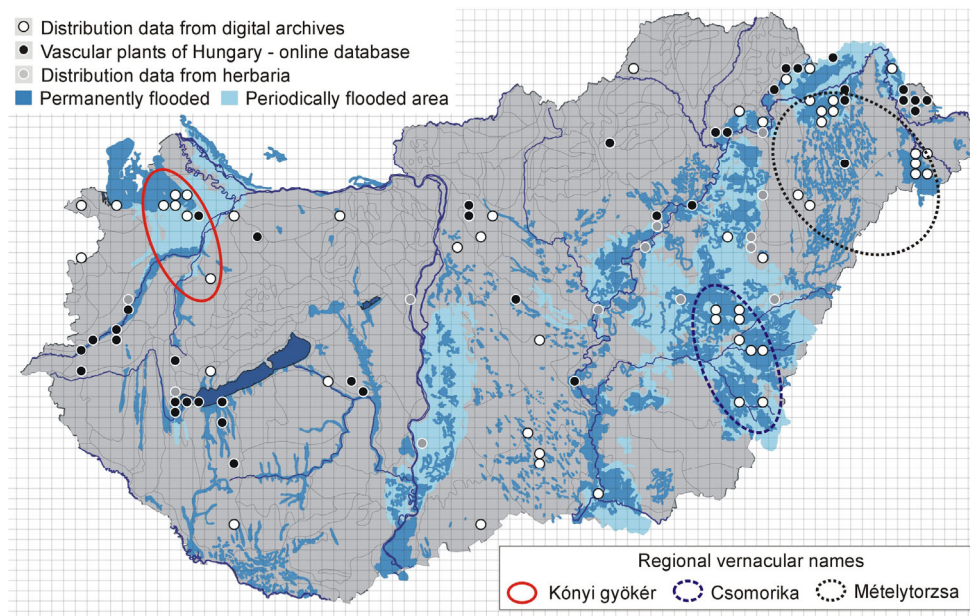 Distribution data from digital archives
Vascular plants of Hungary - online database
Distribution data from herbaria
Permanently flooded Periodically flooded area
Regional vernacular names
Kónyi gyökér Csomorika Mételytorzsa